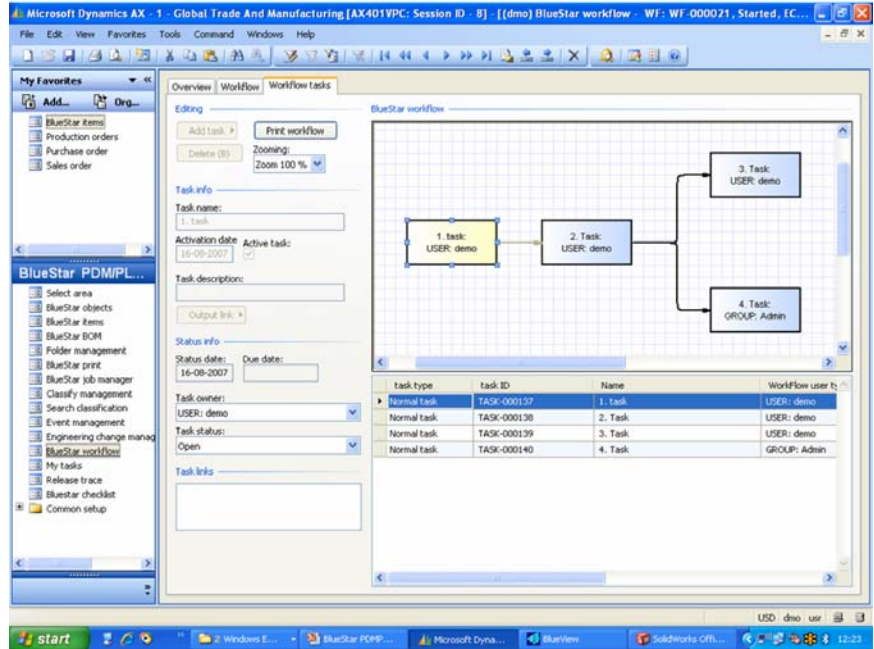 Microsoft Dynamics AX - 1 - Global Trade And Manufacturing [AX401VPC: Session ID - 8] - [(dmo) BlueStar workflow - WF: WF-000021, Started, EC...
File Edit View Favorites Tools Command Windows Help
My Favorites
Add... Org...
BlueStar items
Production orders
Purchase order
Sales order
BlueStar PDM/PL...
Select area
BlueStar objects
BlueStar items
BlueStar BOM
Folder management
BlueStar print
BlueStar job manager
Classify management
Search classification
Event management
Engineering change manag
BlueStar workflow
My tasks
Release trace
Bluestar checklist
Common setup
Overview Workflow Workflow tasks
Editing
Add task Print workflow
Delete (B) Zooming:
Zoom 100 %
Task info
Task name:
1. task
Activation date Active task:
16-08-2007
Task description:
Output link
Status info
Status date: Due date:
16-08-2007
Task owner:
USER: demo
Task status:
Open
Task links
BlueStar workflow
1. task:
USER: demo
2. Task:
USER: demo
3. Task:
USER: demo
4. Task:
GROUP: Admin
task type task ID Name WorkFlow user ty
Normal task TASK-000137 1. task USER: demo
Normal task TASK-000138 2. Task USER: demo
Normal task TASK-000139 3. Task USER: demo
Normal task TASK-000140 4. Task GROUP: Admin
USD dmo usr
start 2 Windows E... BlueStar PDMP... Microsoft Dyna... BlueView SolidWorks Offi... 12:23